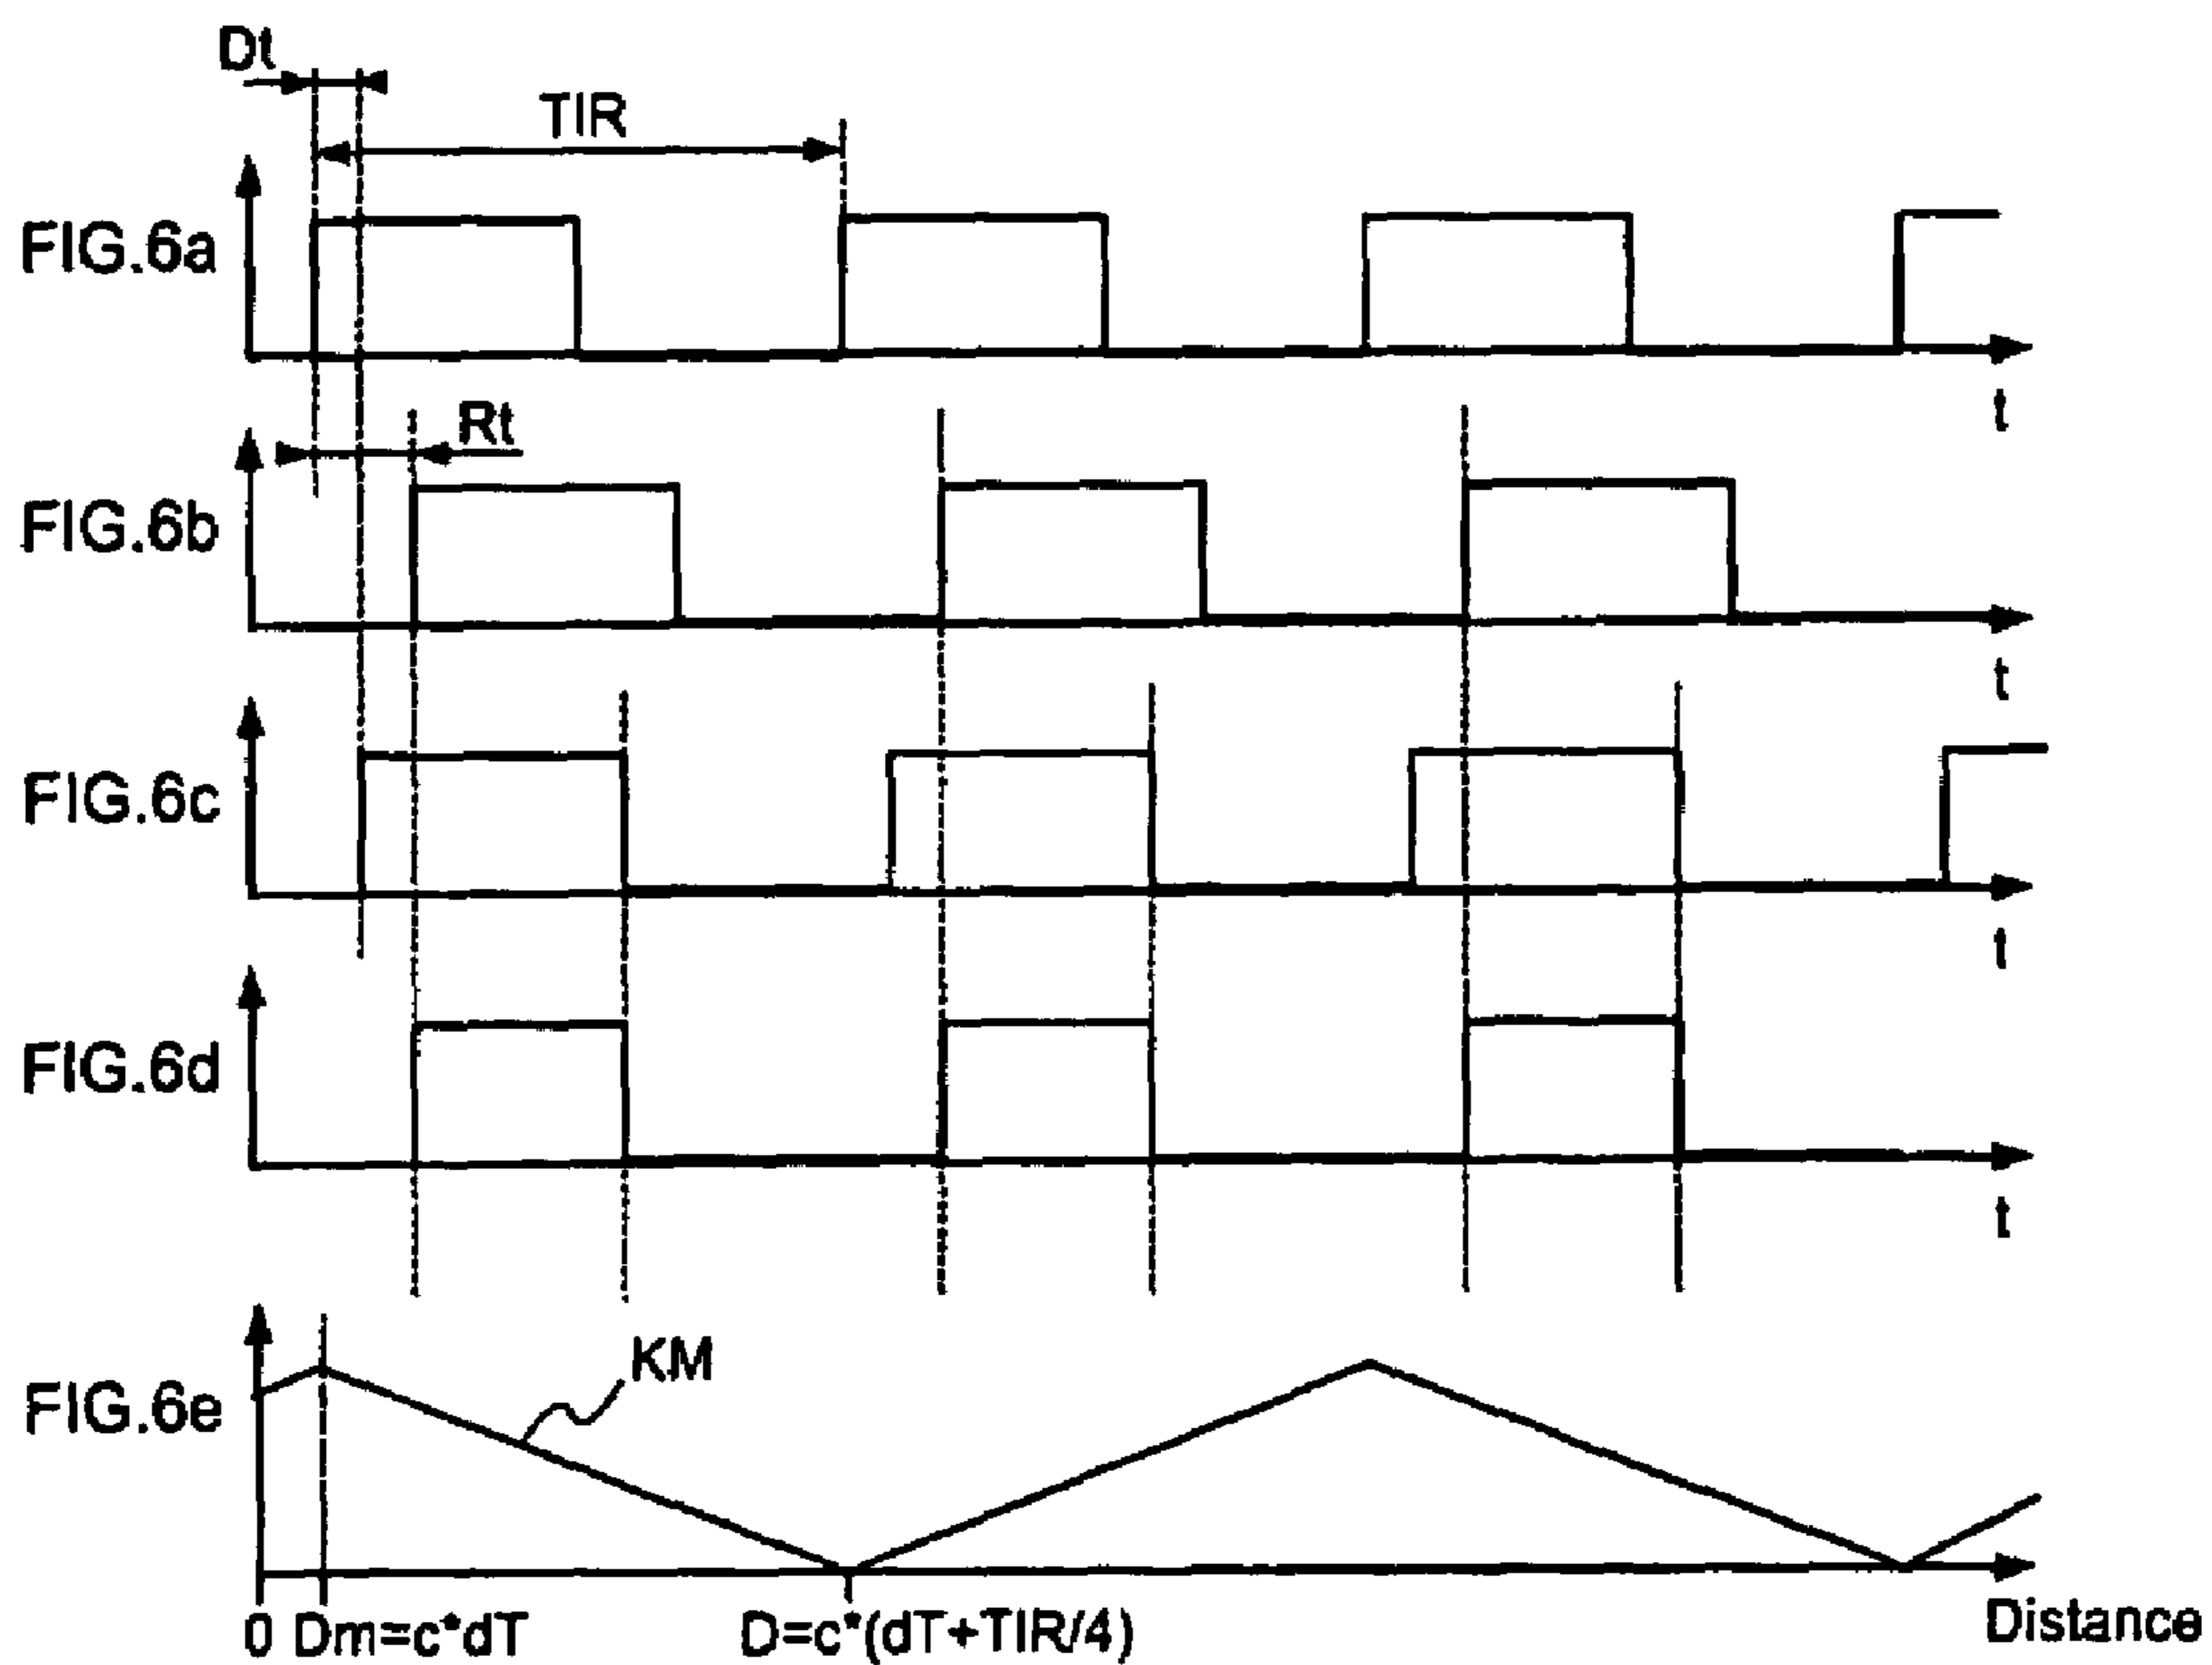 Dt
TIR
FIG.6a
t
Rt
FIG.6b
t
FIG.6c
t
FIG.6d
t
KM
FIG.6e
0 Dm=c*dT
D=c*(dT+TIR/4)
Distance